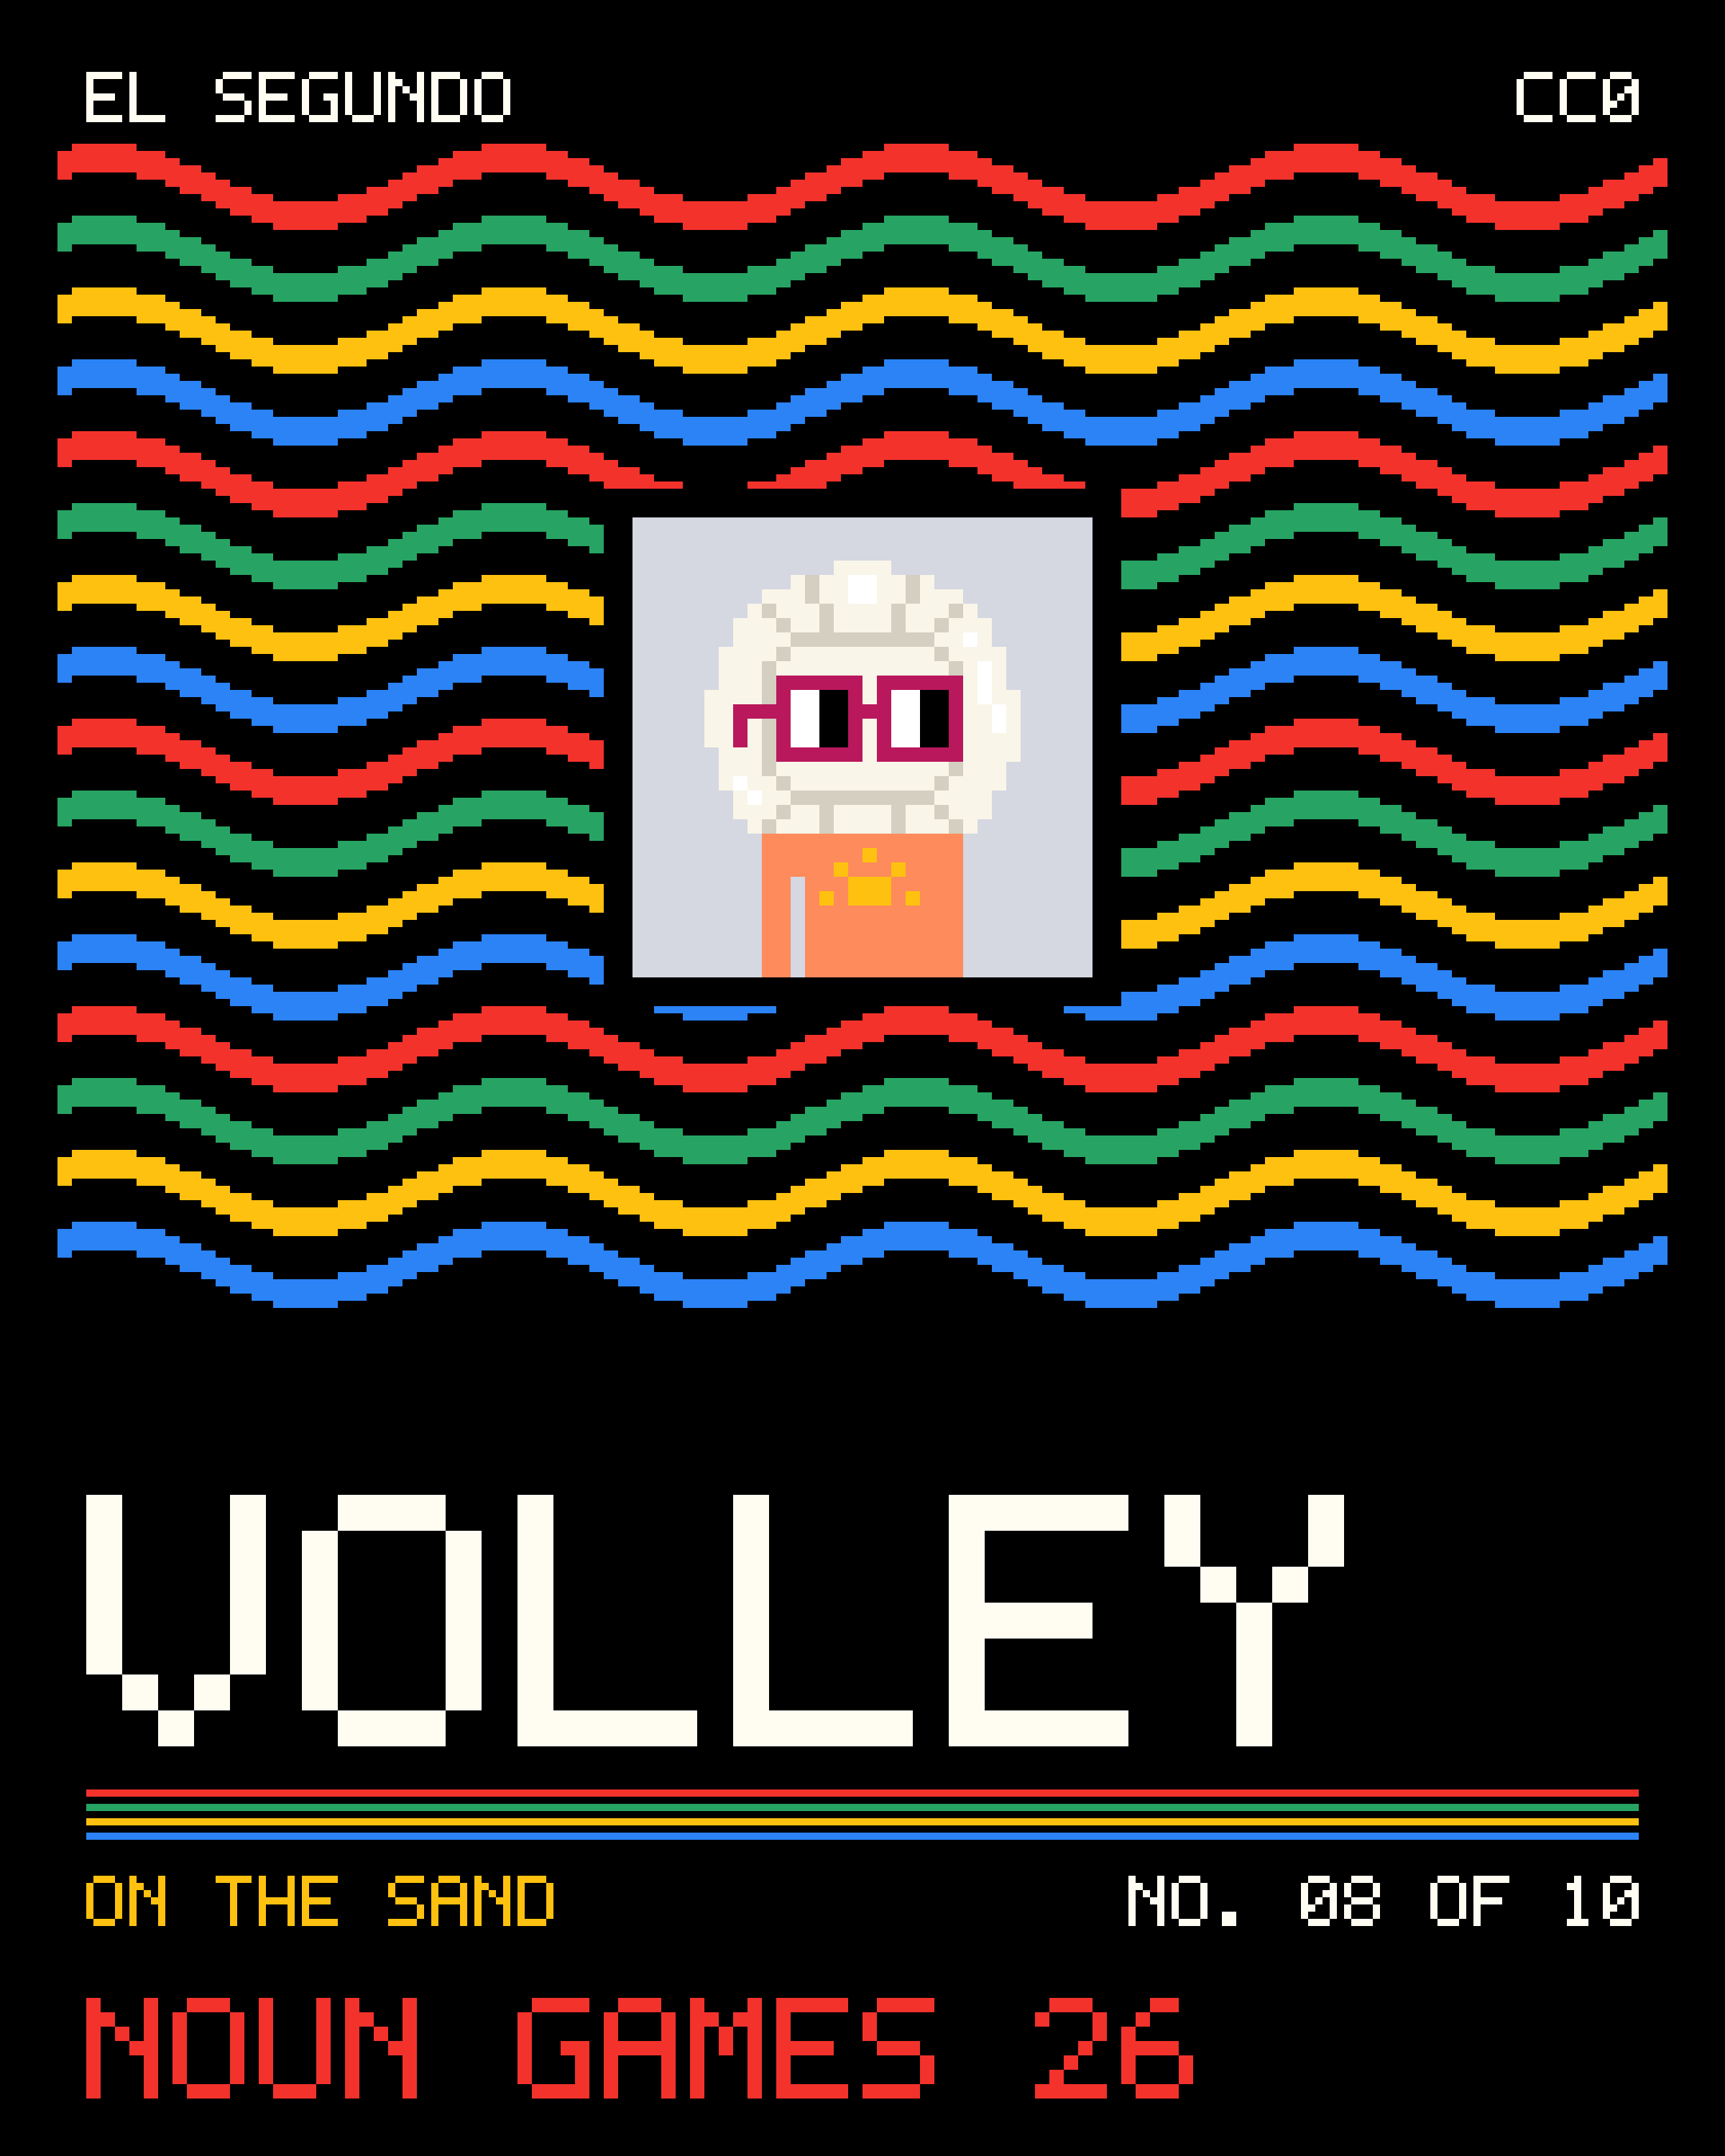 EL SEGUNDO
CC0
VOLLEY
ON THE SAND
NO. 08 OF 10
NOUN GAMES 26